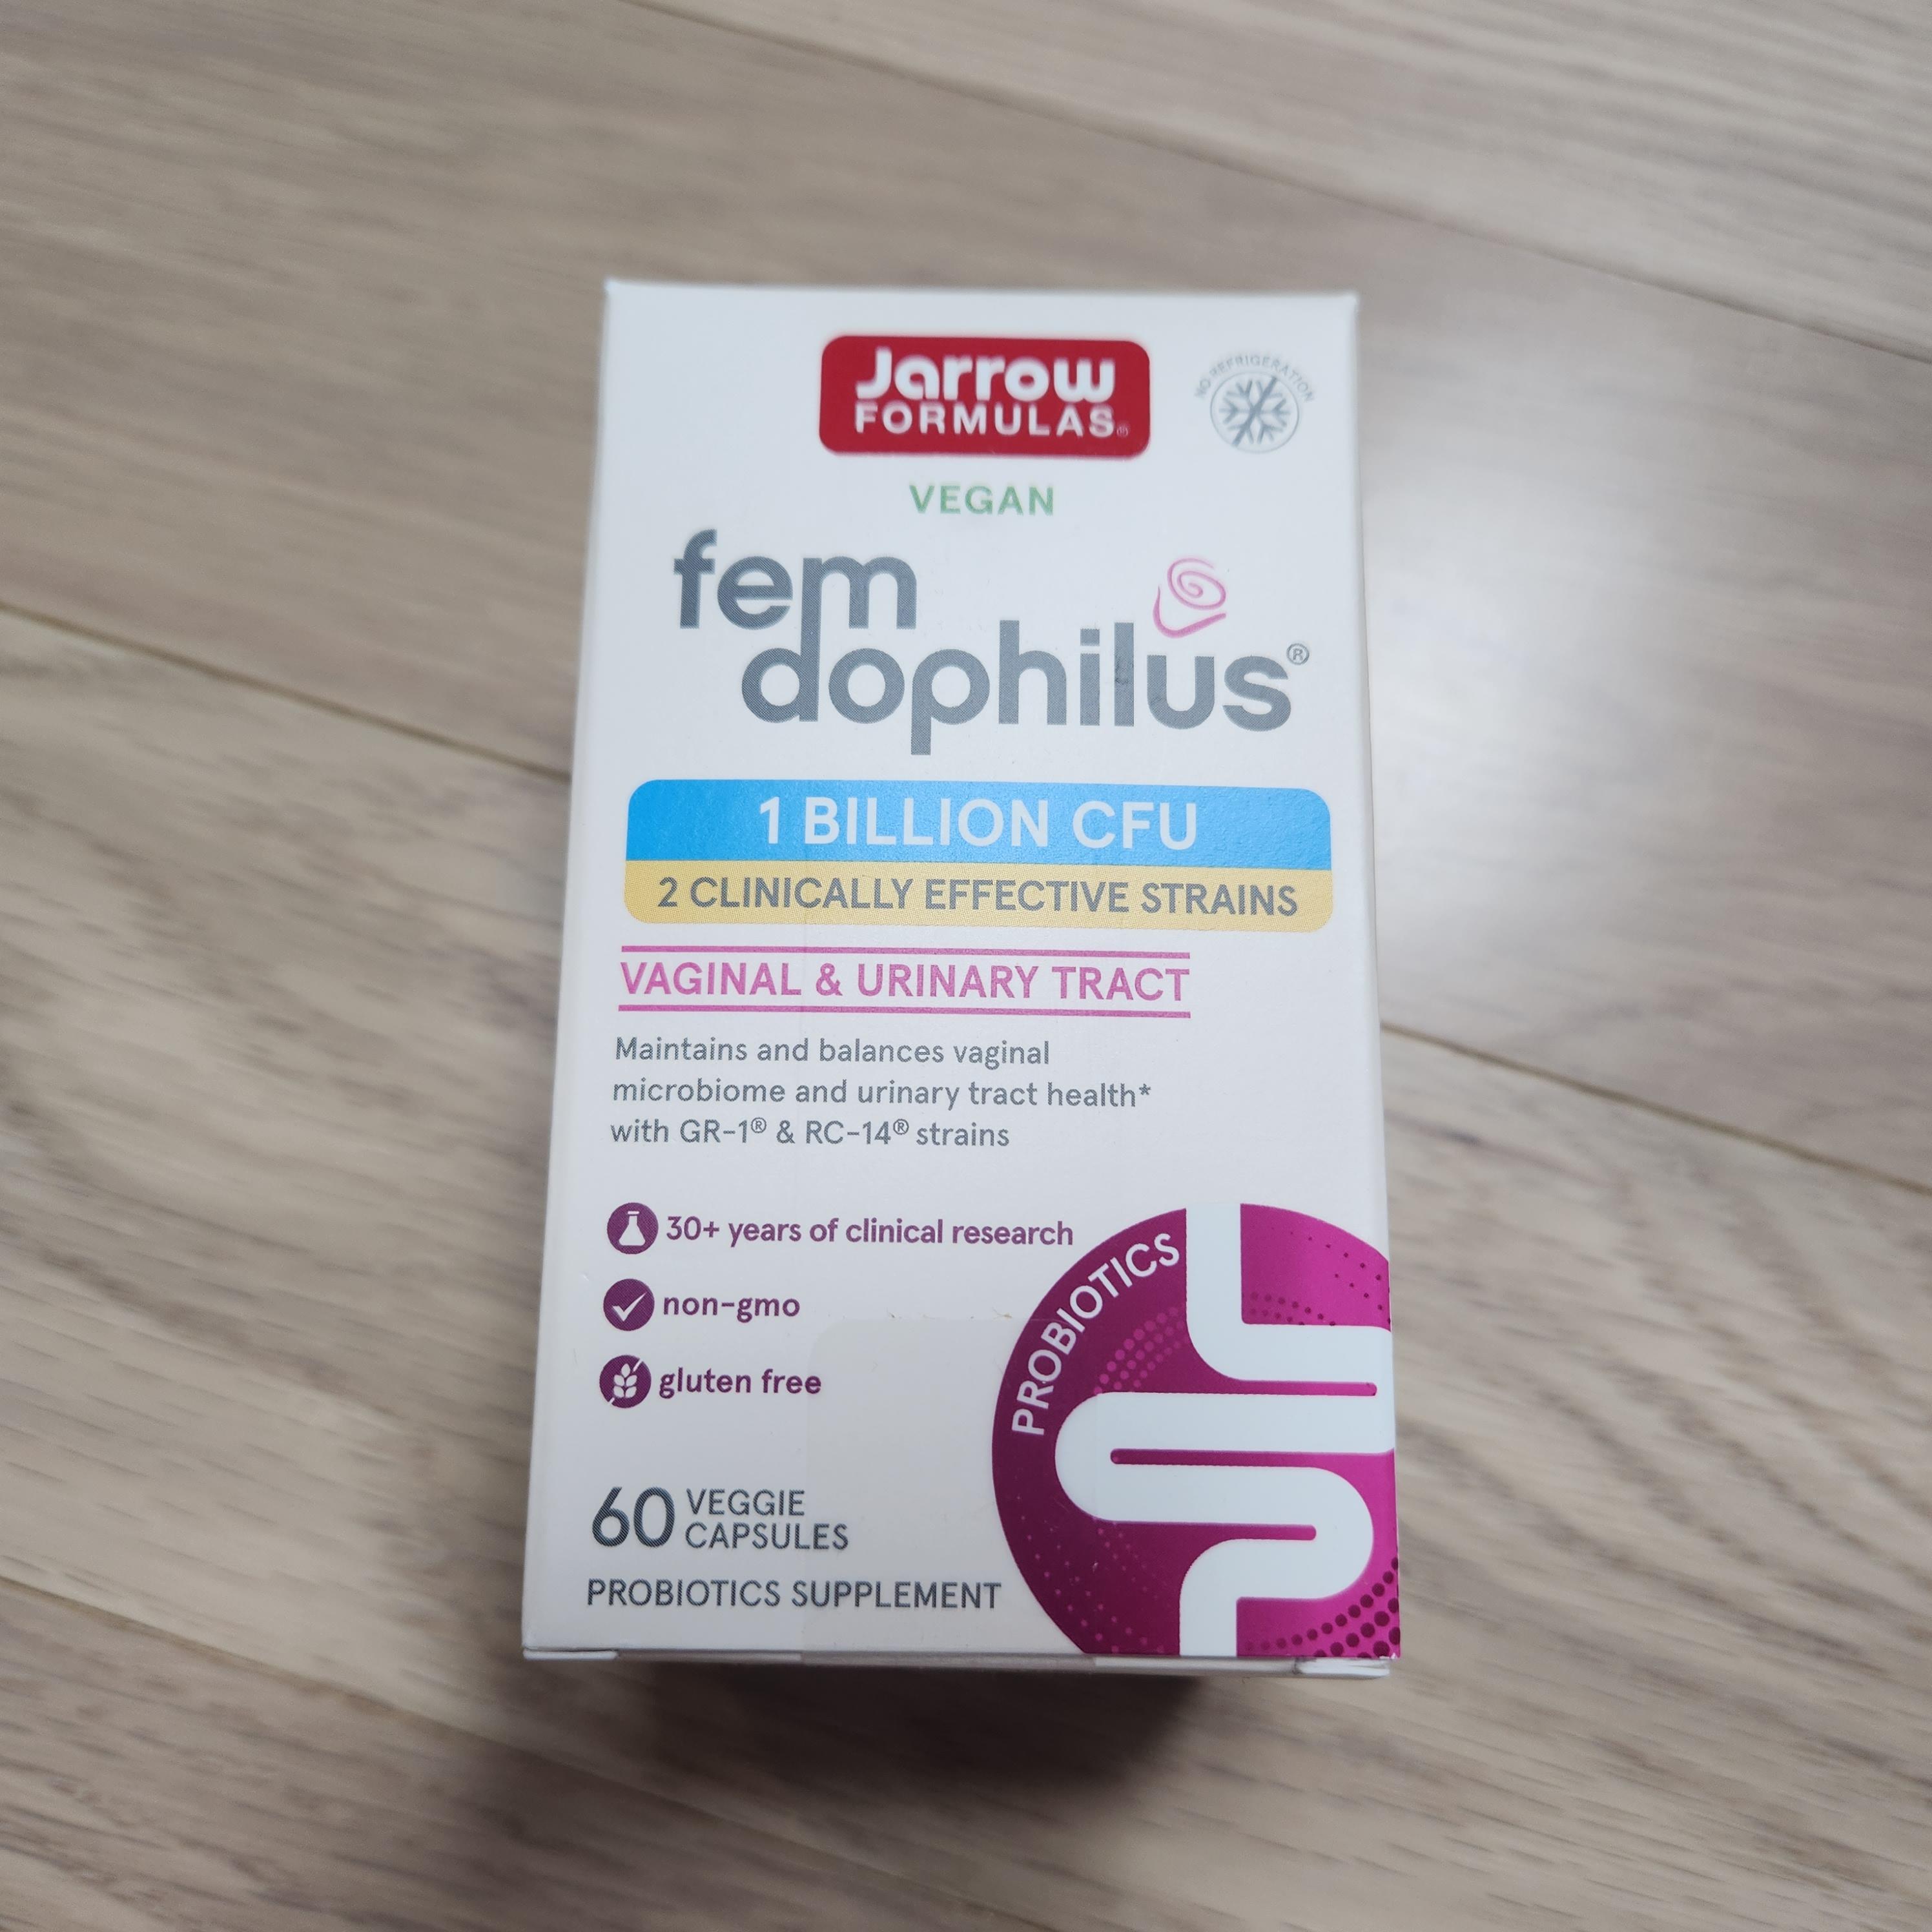 Jarrow
FORMULAS®
NO REFRIGERATION
VEGAN
fem
dophilus®
1 BILLION CFU
2 CLINICALLY EFFECTIVE STRAINS
VAGINAL & URINARY TRACT
Maintains and balances vaginal
microbiome and urinary tract health*
with GR-1® & RC-14® strains
30+ years of clinical research
non-gmo
gluten free
PROBIOTICS
60 VEGGIE
CAPSULES
PROBIOTICS SUPPLEMENT